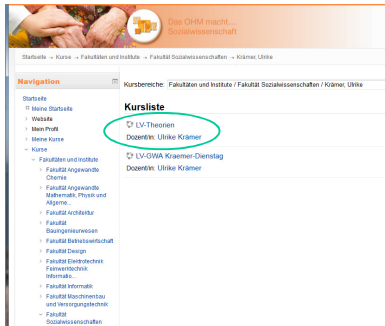 Das OHM macht...
Sozialwissenschaft
Startseite → Kurse → Fakultäten und Institute → Fakultät Sozialwissenschaften → Krämer, Ulrike
Navigation
Kursbereiche: Fakultäten und Institute / Fakultät Sozialwissenschaften / Krämer, Ulrike
Startseite
Meine Startseite
Website
Mein Profil
Meine Kurse
Kurse
Fakultäten und Institute
Fakultät Angewandte
Chemie
Fakultät Angewandte
Mathematik, Physik und
Allgeme...
Fakultät Architektur
Fakultät
Bauingenieurwesen
Fakultät Betriebswirtschaft
Fakultät Design
Fakultät Elektrotechnik
Feinwerktechnik
Informatio...
Fakultät Informatik
Fakultät Maschinenbau
und Versorgungstechnik
Fakultät
Sozialwissenschaften
Kursliste
LV-Theorien
Dozent/in: Ulrike Krämer
LV-GWA Kraemer-Dienstag
Dozent/in: Ulrike Krämer